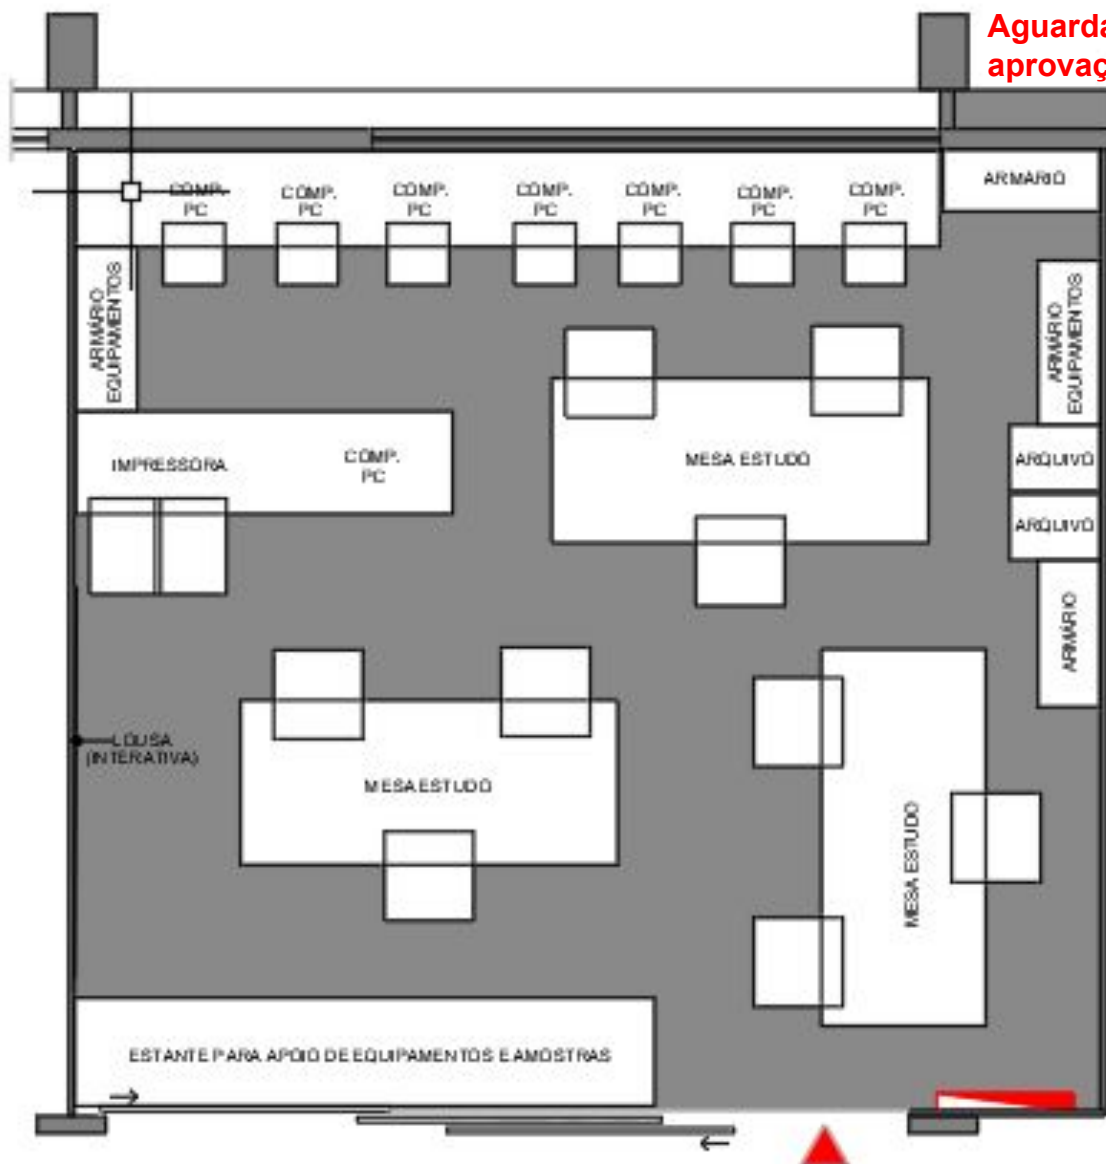 Aguarda
aprovaç
COMP.
PC
COMP.
PC
COMP.
PC
COMP.
PC
COMP.
PC
COMP.
PC
COMP.
PC
ARMARIO
ARMÁRIO
EQUIPAMENTOS
ARMÁRIO
EQUIPAMENTOS
IMPRESSORA
COMP.
PC
MESA ESTUDO
ARQUIVO
ARQUIVO
ARMÁRIO
LOUSA
(INTERATIVA)
MESA ESTUDO
MESA ESTUDO
ESTANTE PARA APOIO DE EQUIPAMENTOS E AMOSTRAS